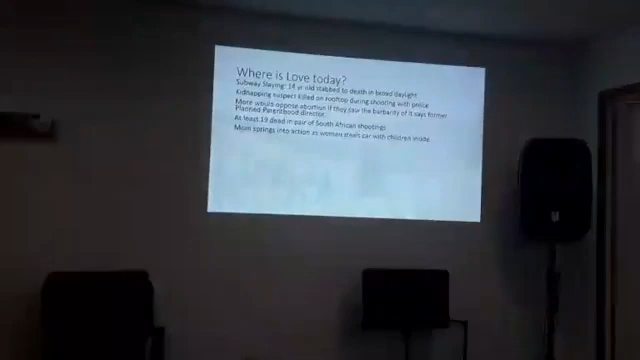 Where is Love today?
Subway Slaying: 14 yr old stabbed to death in broad daylight
Kidnapping suspect killed on rooftop during shooting with police
More would oppose abortion if they saw the barbarity of it says former
Planned Parenthood director
At least 19 dead in pair of South African shootings
Mom springs into action as women steals car with children inside